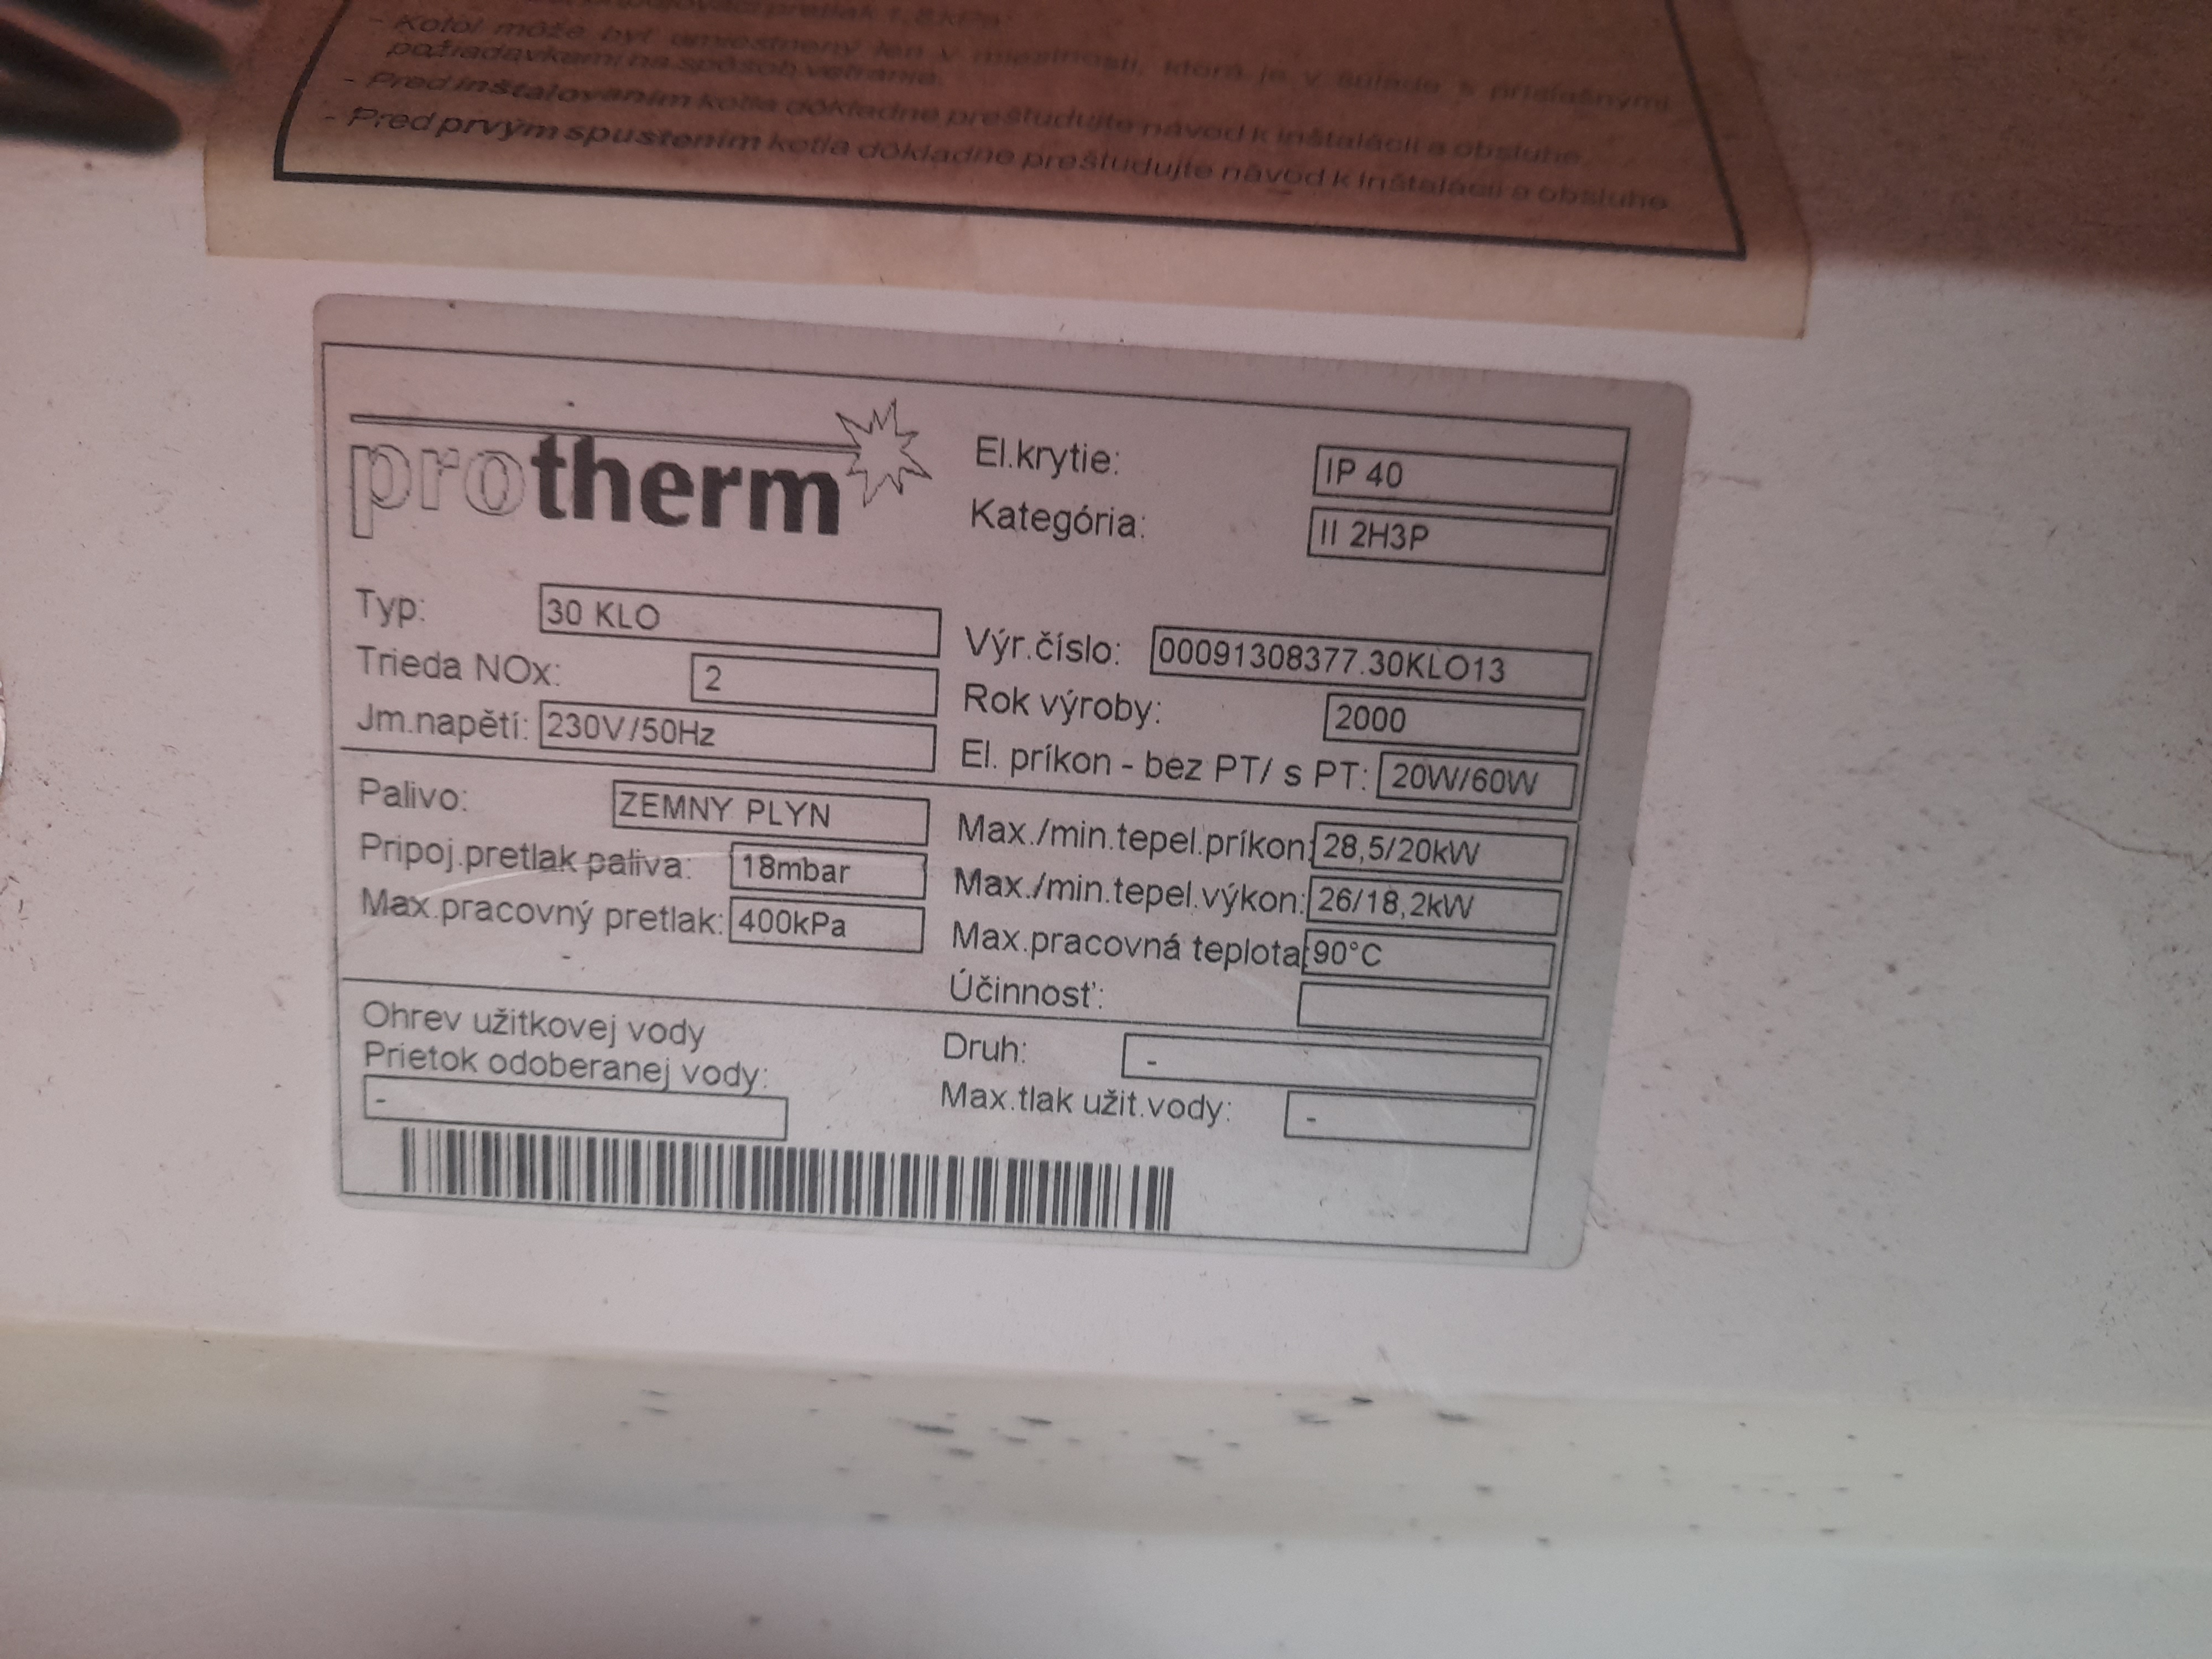 pretlak 1,8kPa
- Kotol môže byť umiestnený len v miestnosti, ktorá je v súlade s príslušnými
požiadavkami na spôsob vetrania.
- Pred inštalovaním kotla dôkladne preštudujte návod k inštalácii a obsluhe
- Pred prvým spustením kotla dôkladne preštudujte návod k inštalácii a obsluhe
protherm
El.krytie: IP 40
Kategória: II 2H3P
Typ: 30 KLO
Výr.číslo: 00091308377.30KLO13
Trieda NOx: 2
Rok výroby: 2000
Jm.napětí: 230V/50Hz
El. príkon - bez PT/ s PT: 20W/60W
Palivo: ZEMNY PLYN
Max./min.tepel.príkon: 28,5/20kW
Pripoj.pretlak paliva: 18mbar
Max./min.tepel.výkon: 26/18,2kW
Max.pracovný pretlak: 400kPa
Max.pracovná teplota: 90°C
Účinnosť:
Ohrev užitkovej vody
Druh: -
Prietok odoberanej vody:
-
Max.tlak užit.vody: -